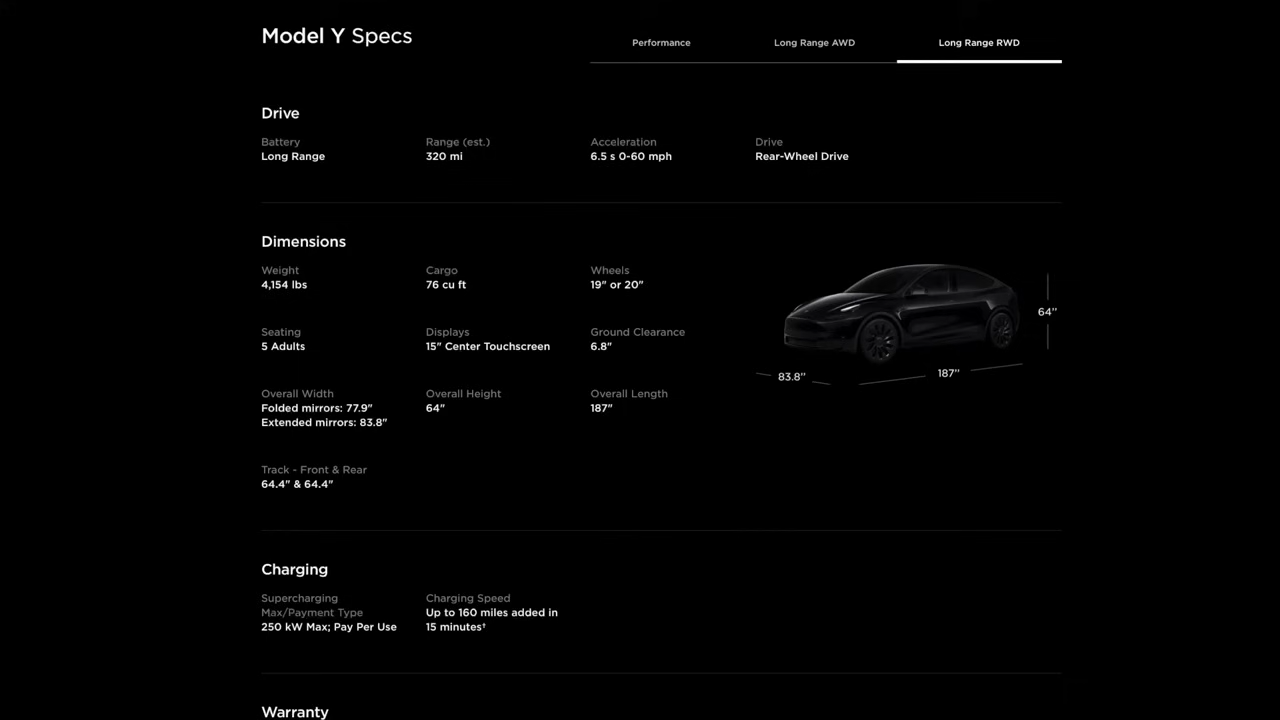 Model Y Specs
Performance
Long Range AWD
Long Range RWD
Drive
Battery
Long Range
Range (est.)
320 mi
Acceleration
6.5 s 0-60 mph
Drive
Rear-Wheel Drive
Dimensions
Weight
4,154 lbs
Cargo
76 cu ft
Wheels
19" or 20"
Seating
5 Adults
Displays
15" Center Touchscreen
Ground Clearance
6.8"
Overall Width
Folded mirrors: 77.9"
Extended mirrors: 83.8"
Overall Height
64"
Overall Length
187"
Track - Front & Rear
64.4" & 64.4"
64"
83.8"
187"
Charging
Supercharging
Max/Payment Type
250 kW Max; Pay Per Use
Charging Speed
Up to 160 miles added in
15 minutes†
Warranty